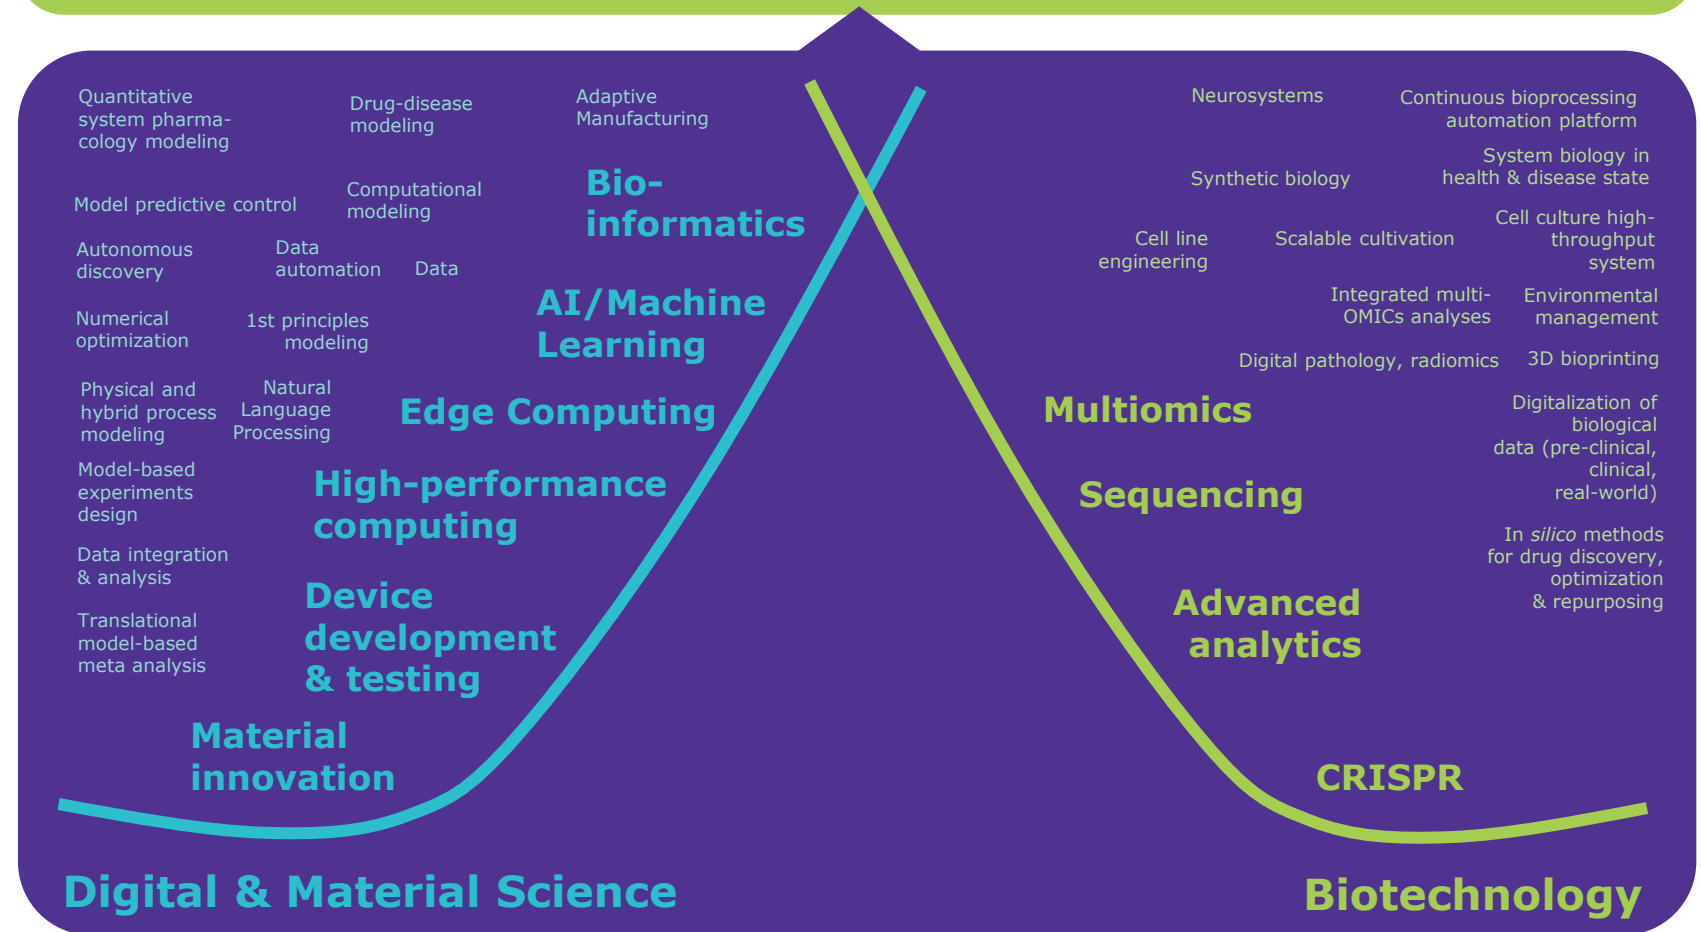 Quantitative
system pharma-
cology modeling
Drug-disease
modeling
Adaptive
Manufacturing
Model predictive control
Computational
modeling
Bio-
informatics
Autonomous
discovery
Data
automation
Data
AI/Machine
Learning
Numerical
optimization
1st principles
modeling
Physical and
hybrid process
modeling
Natural
Language
Processing
Edge Computing
Model-based
experiments
design
High-performance
computing
Data integration
& analysis
Device
development
& testing
Translational
model-based
meta analysis
Material
innovation
Digital & Material Science
Neurosystems
Continuous bioprocessing
automation platform
Synthetic biology
System biology in
health & disease state
Cell line
engineering
Scalable cultivation
Cell culture high-
throughput
system
Integrated multi-
OMICs analyses
Environmental
management
Digital pathology, radiomics
3D bioprinting
Multiomics
Digitalization of
biological
data (pre-clinical,
clinical,
real-world)
Sequencing
In silico methods
for drug discovery,
optimization
& repurposing
Advanced
analytics
CRISPR
Biotechnology